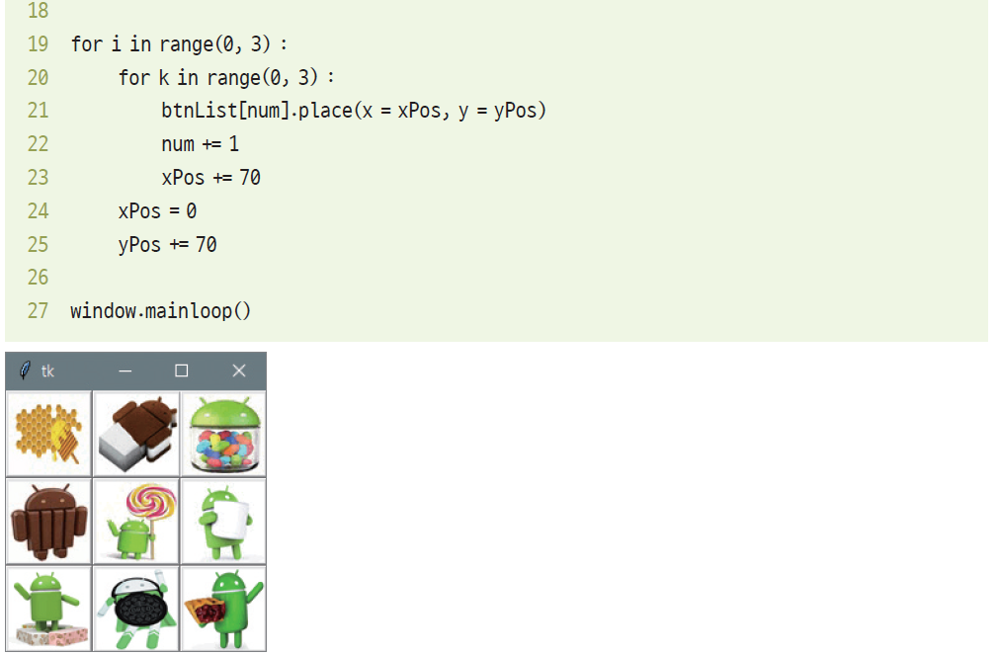 18
19 for i in range(0, 3) :
20 for k in range(0, 3) :
21 btnList[num].place(x = xPos, y = yPos)
22 num += 1
23 xPos += 70
24 xPos = 0
25 yPos += 70
26
27 window.mainloop()
tk